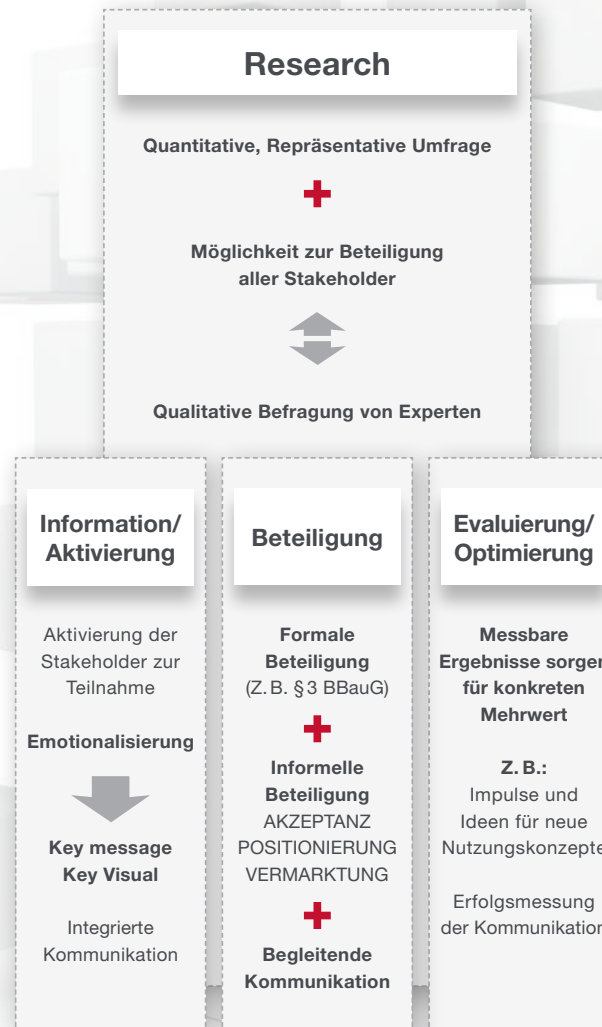 Research
Quantitative, Repräsentative Umfrage
+
Möglichkeit zur Beteiligung
aller Stakeholder
Qualitative Befragung von Experten
Information/
Aktivierung
Aktivierung der
Stakeholder zur
Teilnahme
Emotionalisierung
Key message
Key Visual
Integrierte
Kommunikation
Beteiligung
Formale
Beteiligung
(Z. B. § 3 BBauG)
+
Informelle
Beteiligung
AKZEPTANZ
POSITIONIERUNG
VERMARKTUNG
+
Begleitende
Kommunikation
Evaluierung/
Optimierung
Messbare
Ergebnisse sorgen
für konkreten
Mehrwert
Z. B.:
Impulse und
Ideen für neue
Nutzungskonzepte
Erfolgsmessung
der Kommunikation